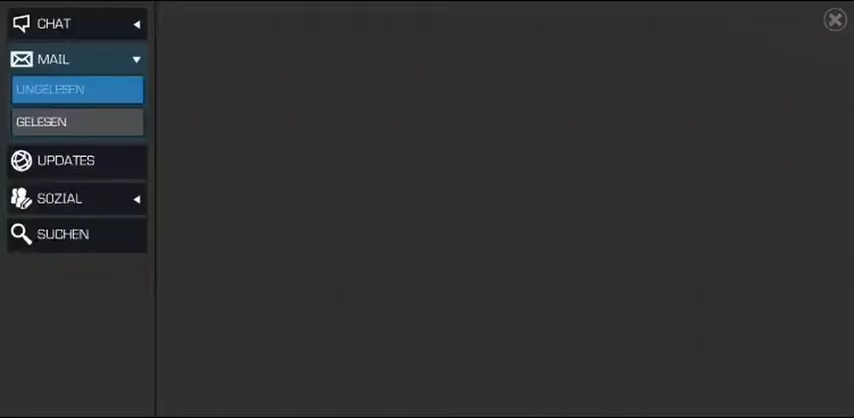 CHAT
MAIL
UNGELESEN
GELESEN
UPDATES
SOZIAL
SUCHEN